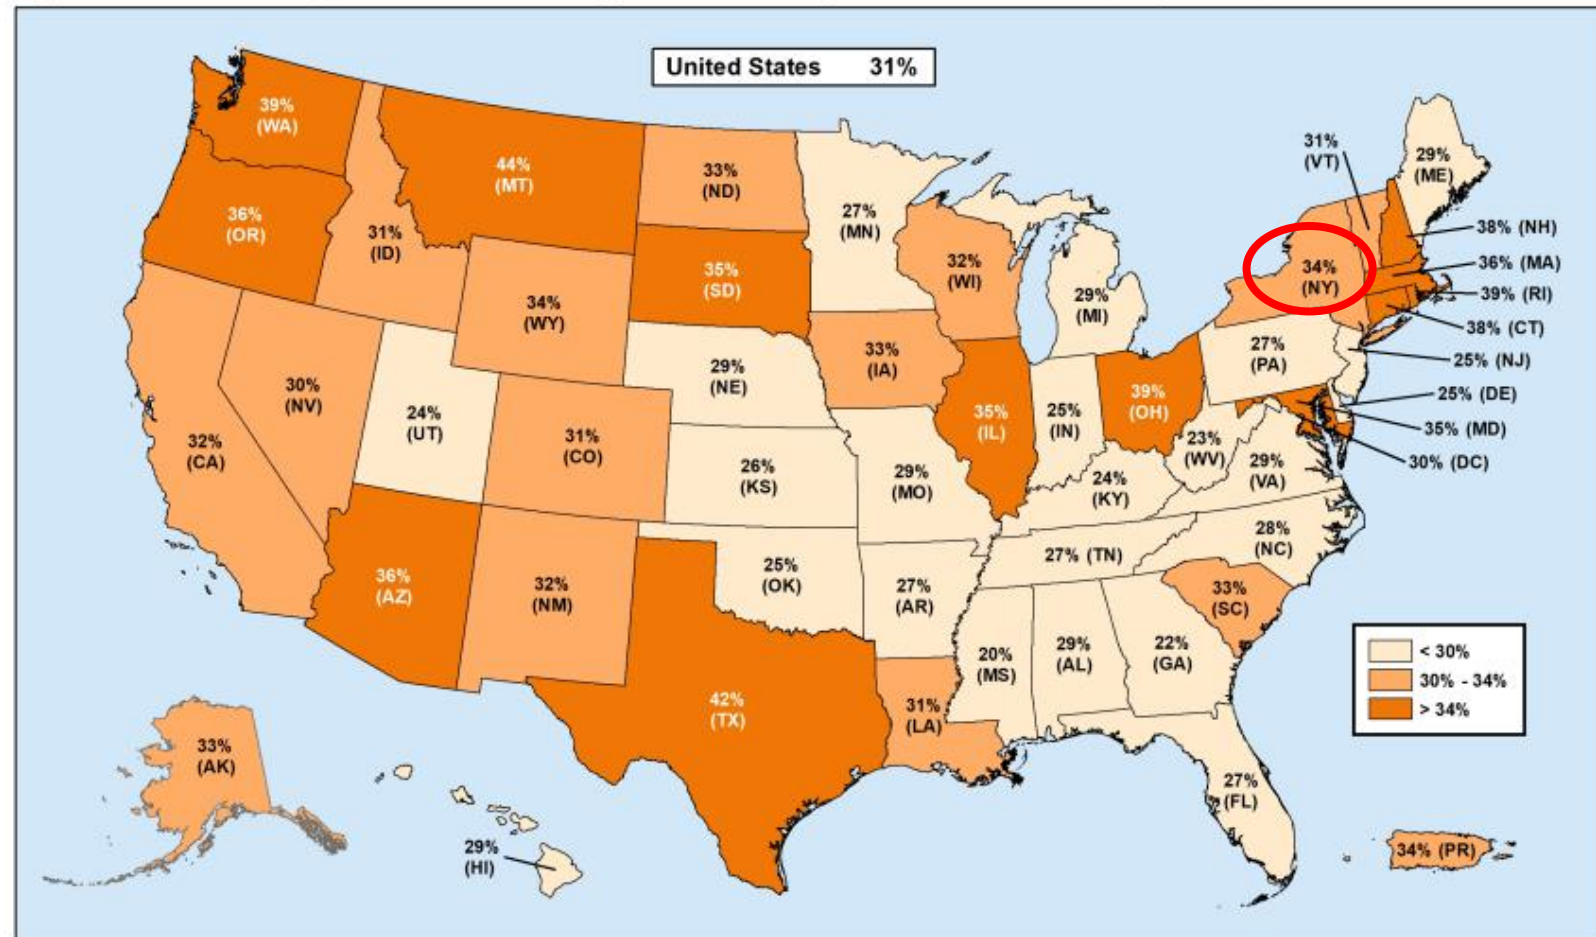 United States 31%
39%
(WA)
44%
(MT)
33%
(ND)
27%
(MN)
31%
(VT)
29%
(ME)
36%
(OR)
31%
(ID)
35%
(SD)
32%
(WI)
34%
(NY)
38% (NH)
36% (MA)
39% (RI)
38% (CT)
34%
(WY)
29%
(MI)
33%
(IA)
27%
(PA)
25% (NJ)
30%
(NV)
29%
(NE)
39%
(OH)
25% (DE)
24%
(UT)
35%
(IL)
25%
(IN)
35% (MD)
32%
(CA)
31%
(CO)
23%
(WV)
30% (DC)
26%
(KS)
29%
(MO)
24%
(KY)
29%
(VA)
36%
(AZ)
32%
(NM)
25%
(OK)
27%
(AR)
27% (TN)
28%
(NC)
33%
(SC)
20%
(MS)
29%
(AL)
22%
(GA)
< 30%
30% - 34%
> 34%
42%
(TX)
31%
(LA)
33%
(AK)
27%
(FL)
29%
(HI)
34% (PR)